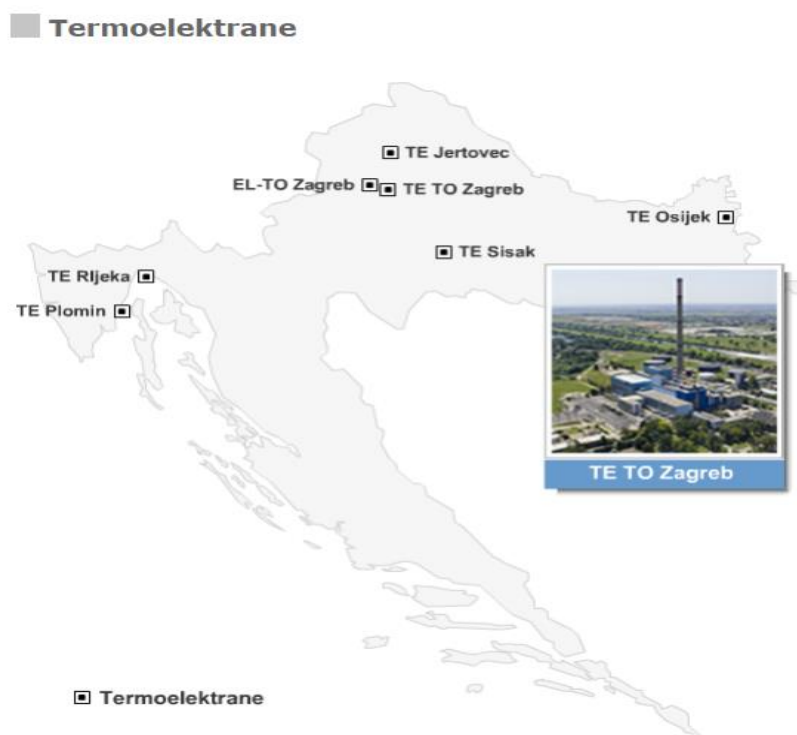 Termoelektrane
TE Jertovec
EL-TO Zagreb
TE TO Zagreb
TE Osijek
TE Sisak
TE RIjeka
TE Plomin
TE TO Zagreb
Termoelektrane